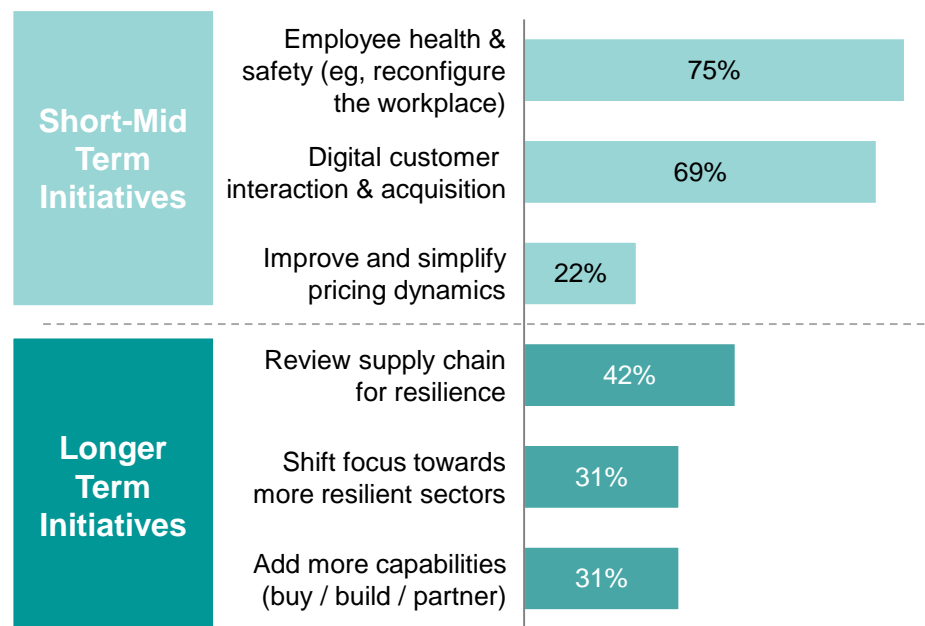 Short-Mid
Term
Initiatives
Employee health &
safety (eg, reconfigure
the workplace)
75%
Digital customer
interaction & acquisition
69%
Improve and simplify
pricing dynamics
22%
Longer
Term
Initiatives
Review supply chain
for resilience
42%
Shift focus towards
more resilient sectors
31%
Add more capabilities
(buy / build / partner)
31%